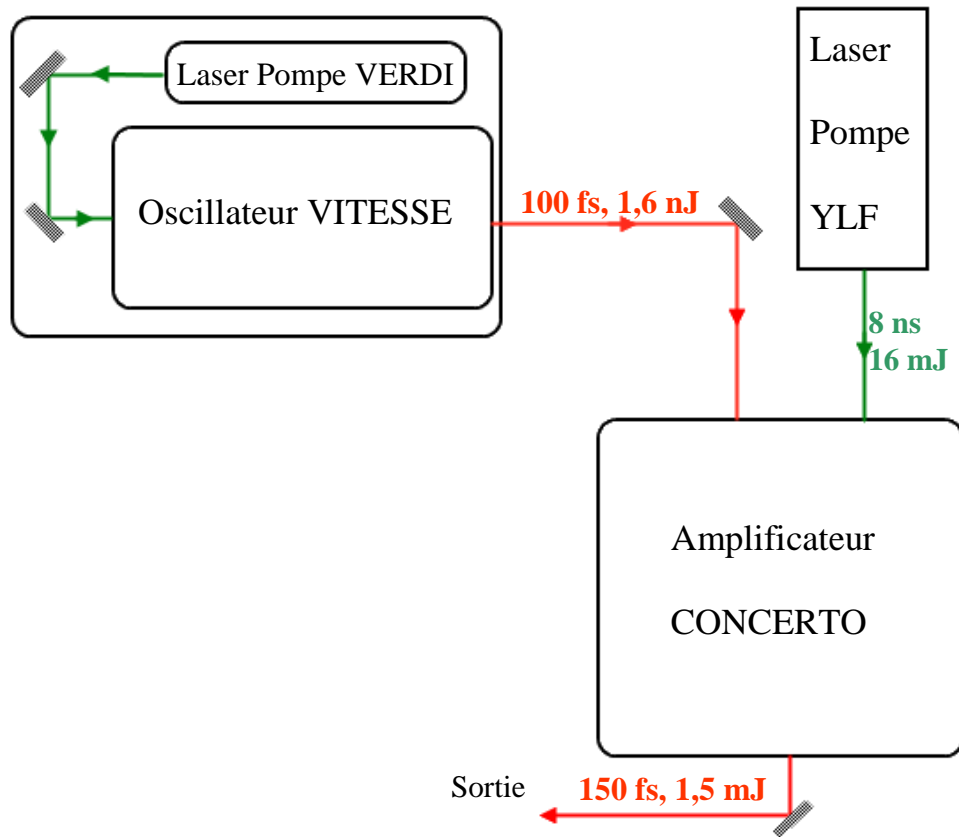 Laser Pompe VERDI
Oscillateur VITESSE
100 fs, 1,6 nJ
Laser
Pompe
YLF
8 ns
16 mJ
Amplificateur
CONCERTO
Sortie
150 fs, 1,5 mJ